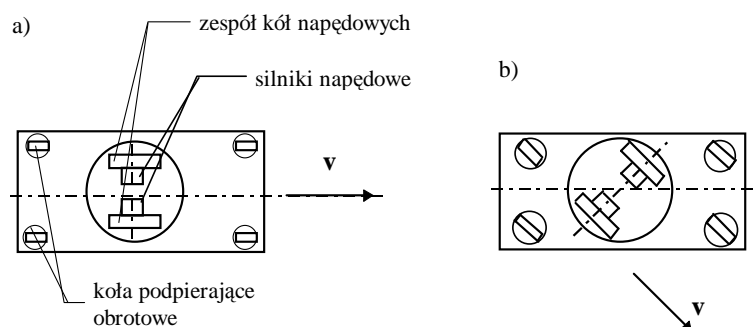 a)
zespół kół napędowych
silniki napędowe
v
koła podpierające
obrotowe
b)
v